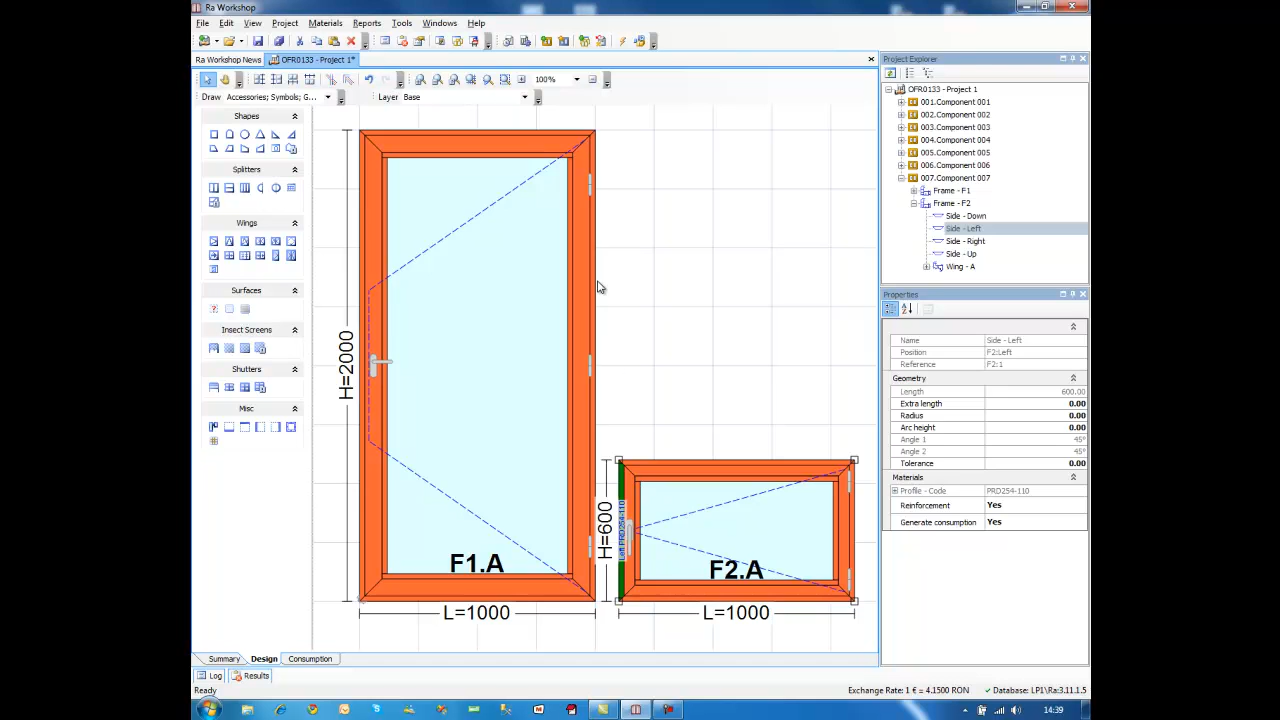 Ra Workshop
File Edit View Project Materials Reports Tools Windows Help
Ra Workshop News OFR0133 - Project 1*
100%
Draw Accessories; Symbols; G... Layer Base
Shapes
Splitters
Wings
Surfaces
Insect Screens
Shutters
Misc
H=2000
F1.A
L=1000
H=600
Left PRD254-110
F2.A
L=1000
Summary Design Consumption
Log Results
Ready
Project Explorer
OFR0133 - Project 1
001.Component 001
002.Component 002
003.Component 003
004.Component 004
005.Component 005
006.Component 006
007.Component 007
Frame - F1
Frame - F2
Side - Down
Side - Left
Side - Right
Side - Up
Wing - A
Properties
Name Side - Left
Position F2:Left
Reference F2:1
Geometry
Length 600.00
Extra length 0.00
Radius 0.00
Arc height 0.00
Angle 1 45°
Angle 2 45°
Tolerance 0.00
Materials
Profile - Code PRD254-110
Reinforcement Yes
Generate consumption Yes
Exchange Rate: 1 € = 4.1500 RON Database: LP1\Ra:3.11.1.5
14:39